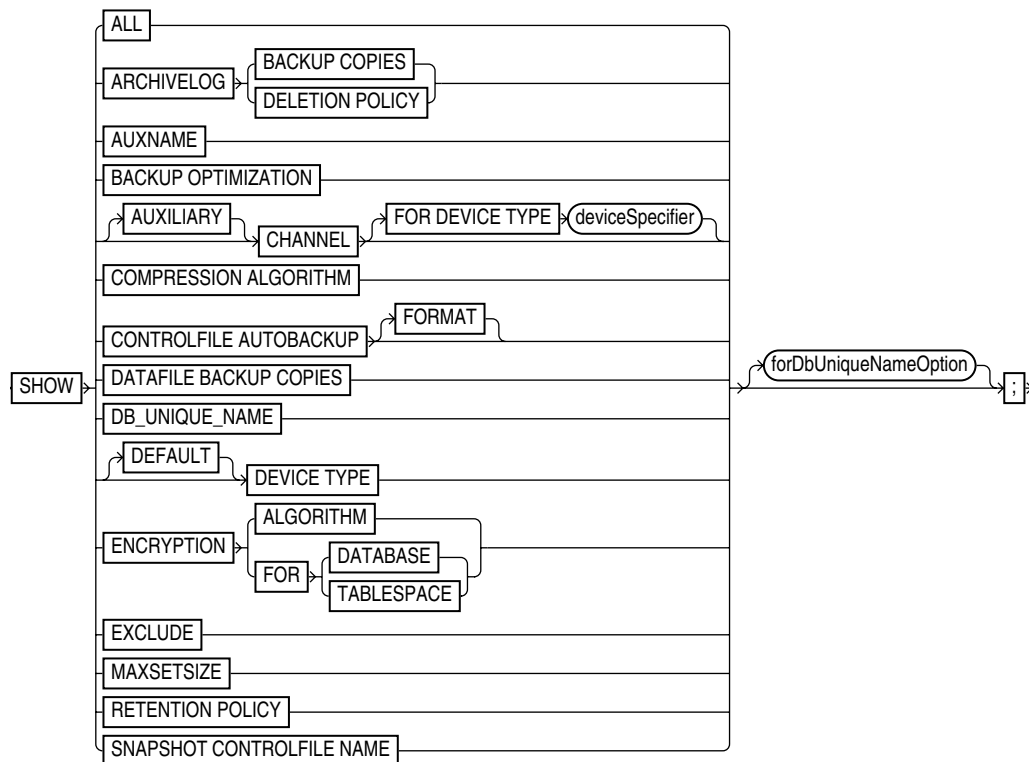 ALL
ARCHIVELOG
BACKUP COPIES
DELETION POLICY
AUXNAME
BACKUP OPTIMIZATION
AUXILIARY
CHANNEL
FOR DEVICE TYPE
deviceSpecifier
COMPRESSION ALGORITHM
CONTROLFILE AUTOBACKUP
FORMAT
SHOW
DATAFILE BACKUP COPIES
forDbUniqueNameOption
;
DB_UNIQUE_NAME
DEFAULT
DEVICE TYPE
ENCRYPTION
ALGORITHM
FOR
DATABASE
TABLESPACE
EXCLUDE
MAXSETSIZE
RETENTION POLICY
SNAPSHOT CONTROLFILE NAME